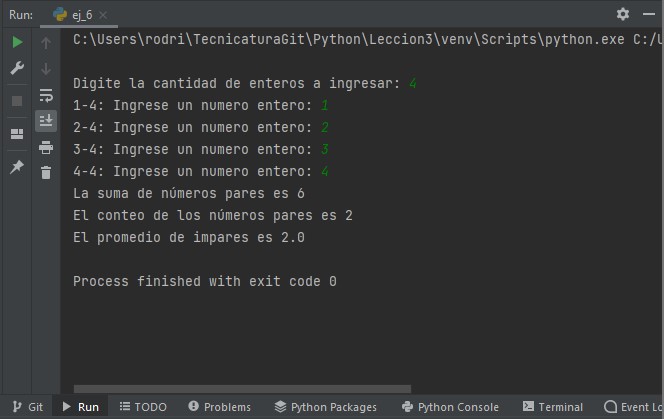 Run: ej_6
C:\Users\rodri\TecnicaturaGit\Python\Leccion3\venv\Scripts\python.exe C:/U
Digite la cantidad de enteros a ingresar: 4
1-4: Ingrese un numero entero: 1
2-4: Ingrese un numero entero: 2
3-4: Ingrese un numero entero: 3
4-4: Ingrese un numero entero: 4
La suma de números pares es 6
El conteo de los números pares es 2
El promedio de impares es 2.0
Process finished with exit code 0
Git Run TODO Problems Python Packages Python Console Terminal Event Lo